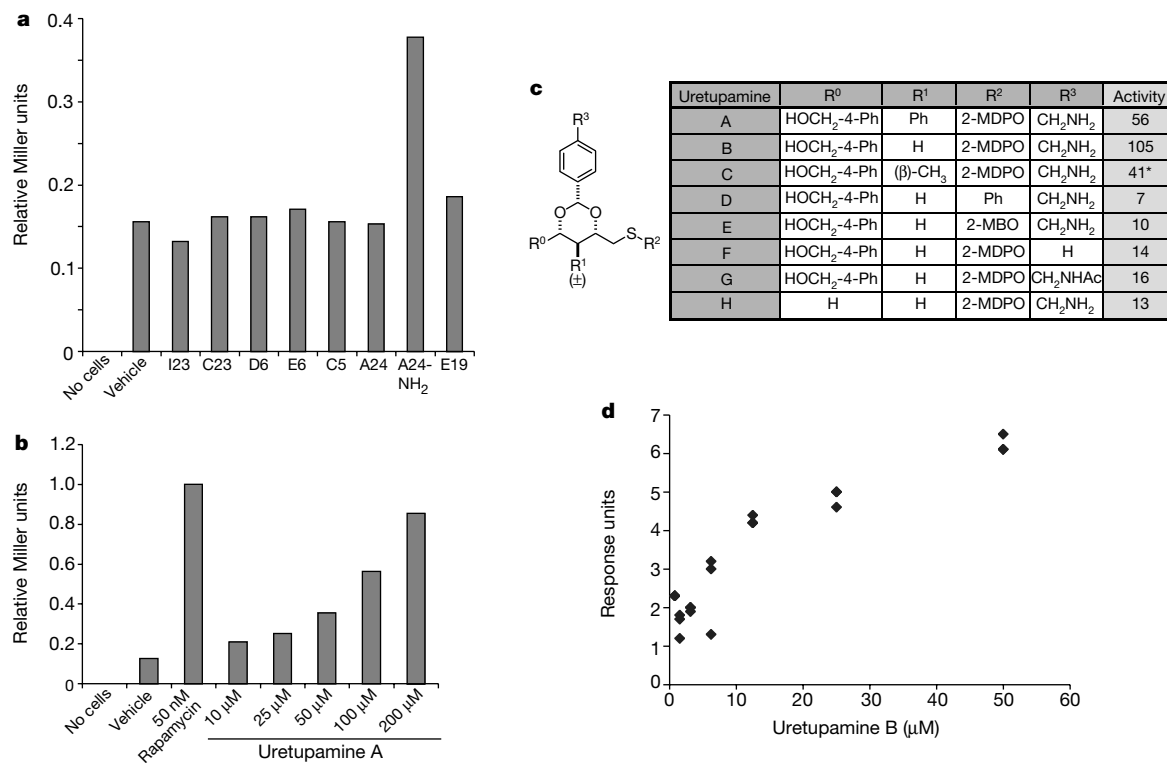 a
Relative Miller units
0.4
0.3
0.2
0.1
0
No cells
Vehicle
I23
C23
D6
E6
C5
A24
A24-
NH2
E19
b
Relative Miller units
1.2
1.0
0.8
0.6
0.4
0.2
0
No cells
Vehicle
50 nM
Rapamycin
10 μM
25 μM
50 μM
100 μM
200 μM
Uretupamine A
c
R3
O O
R0 S R2
R1
(±)
Uretupamine R0 R1 R2 R3 Activity
A HOCH2-4-Ph Ph 2-MDPO CH2NH2 56
B HOCH2-4-Ph H 2-MDPO CH2NH2 105
C HOCH2-4-Ph (β)-CH3 2-MDPO CH2NH2 41*
D HOCH2-4-Ph H Ph CH2NH2 7
E HOCH2-4-Ph H 2-MBO CH2NH2 10
F HOCH2-4-Ph H 2-MDPO H 14
G HOCH2-4-Ph H 2-MDPO CH2NHAc 16
H H H 2-MDPO CH2NH2 13
d
Response units
7
6
5
4
3
2
1
0
0 10 20 30 40 50 60
Uretupamine B (μM)